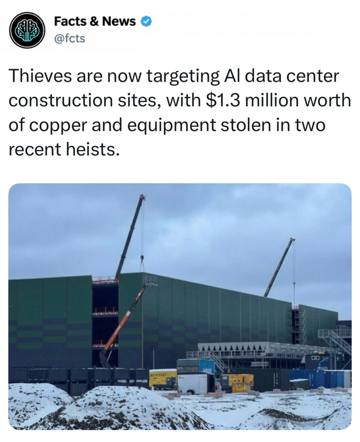 Facts & News
@fcts
Thieves are now targeting AI data center
construction sites, with $1.3 million worth
of copper and equipment stolen in two
recent heists.